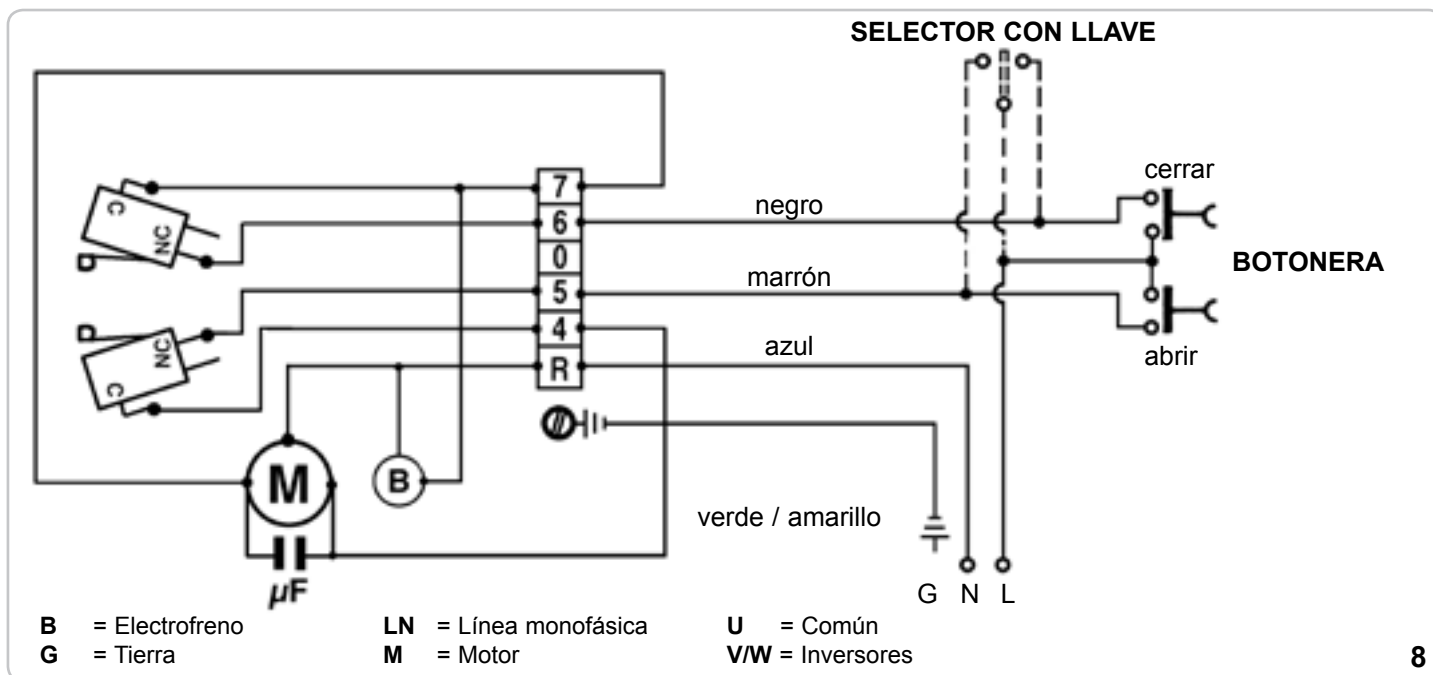 SELECTOR CON LLAVE
cerrar
C
NC
7
6
0
5
4
R
negro
BOTONERA
marrón
NC
C
azul
abrir
M
B
verde / amarillo
µF
G N L
B = Electrofreno
LN = Línea monofásica
U = Común
G = Tierra
M = Motor
V/W = Inversores
8